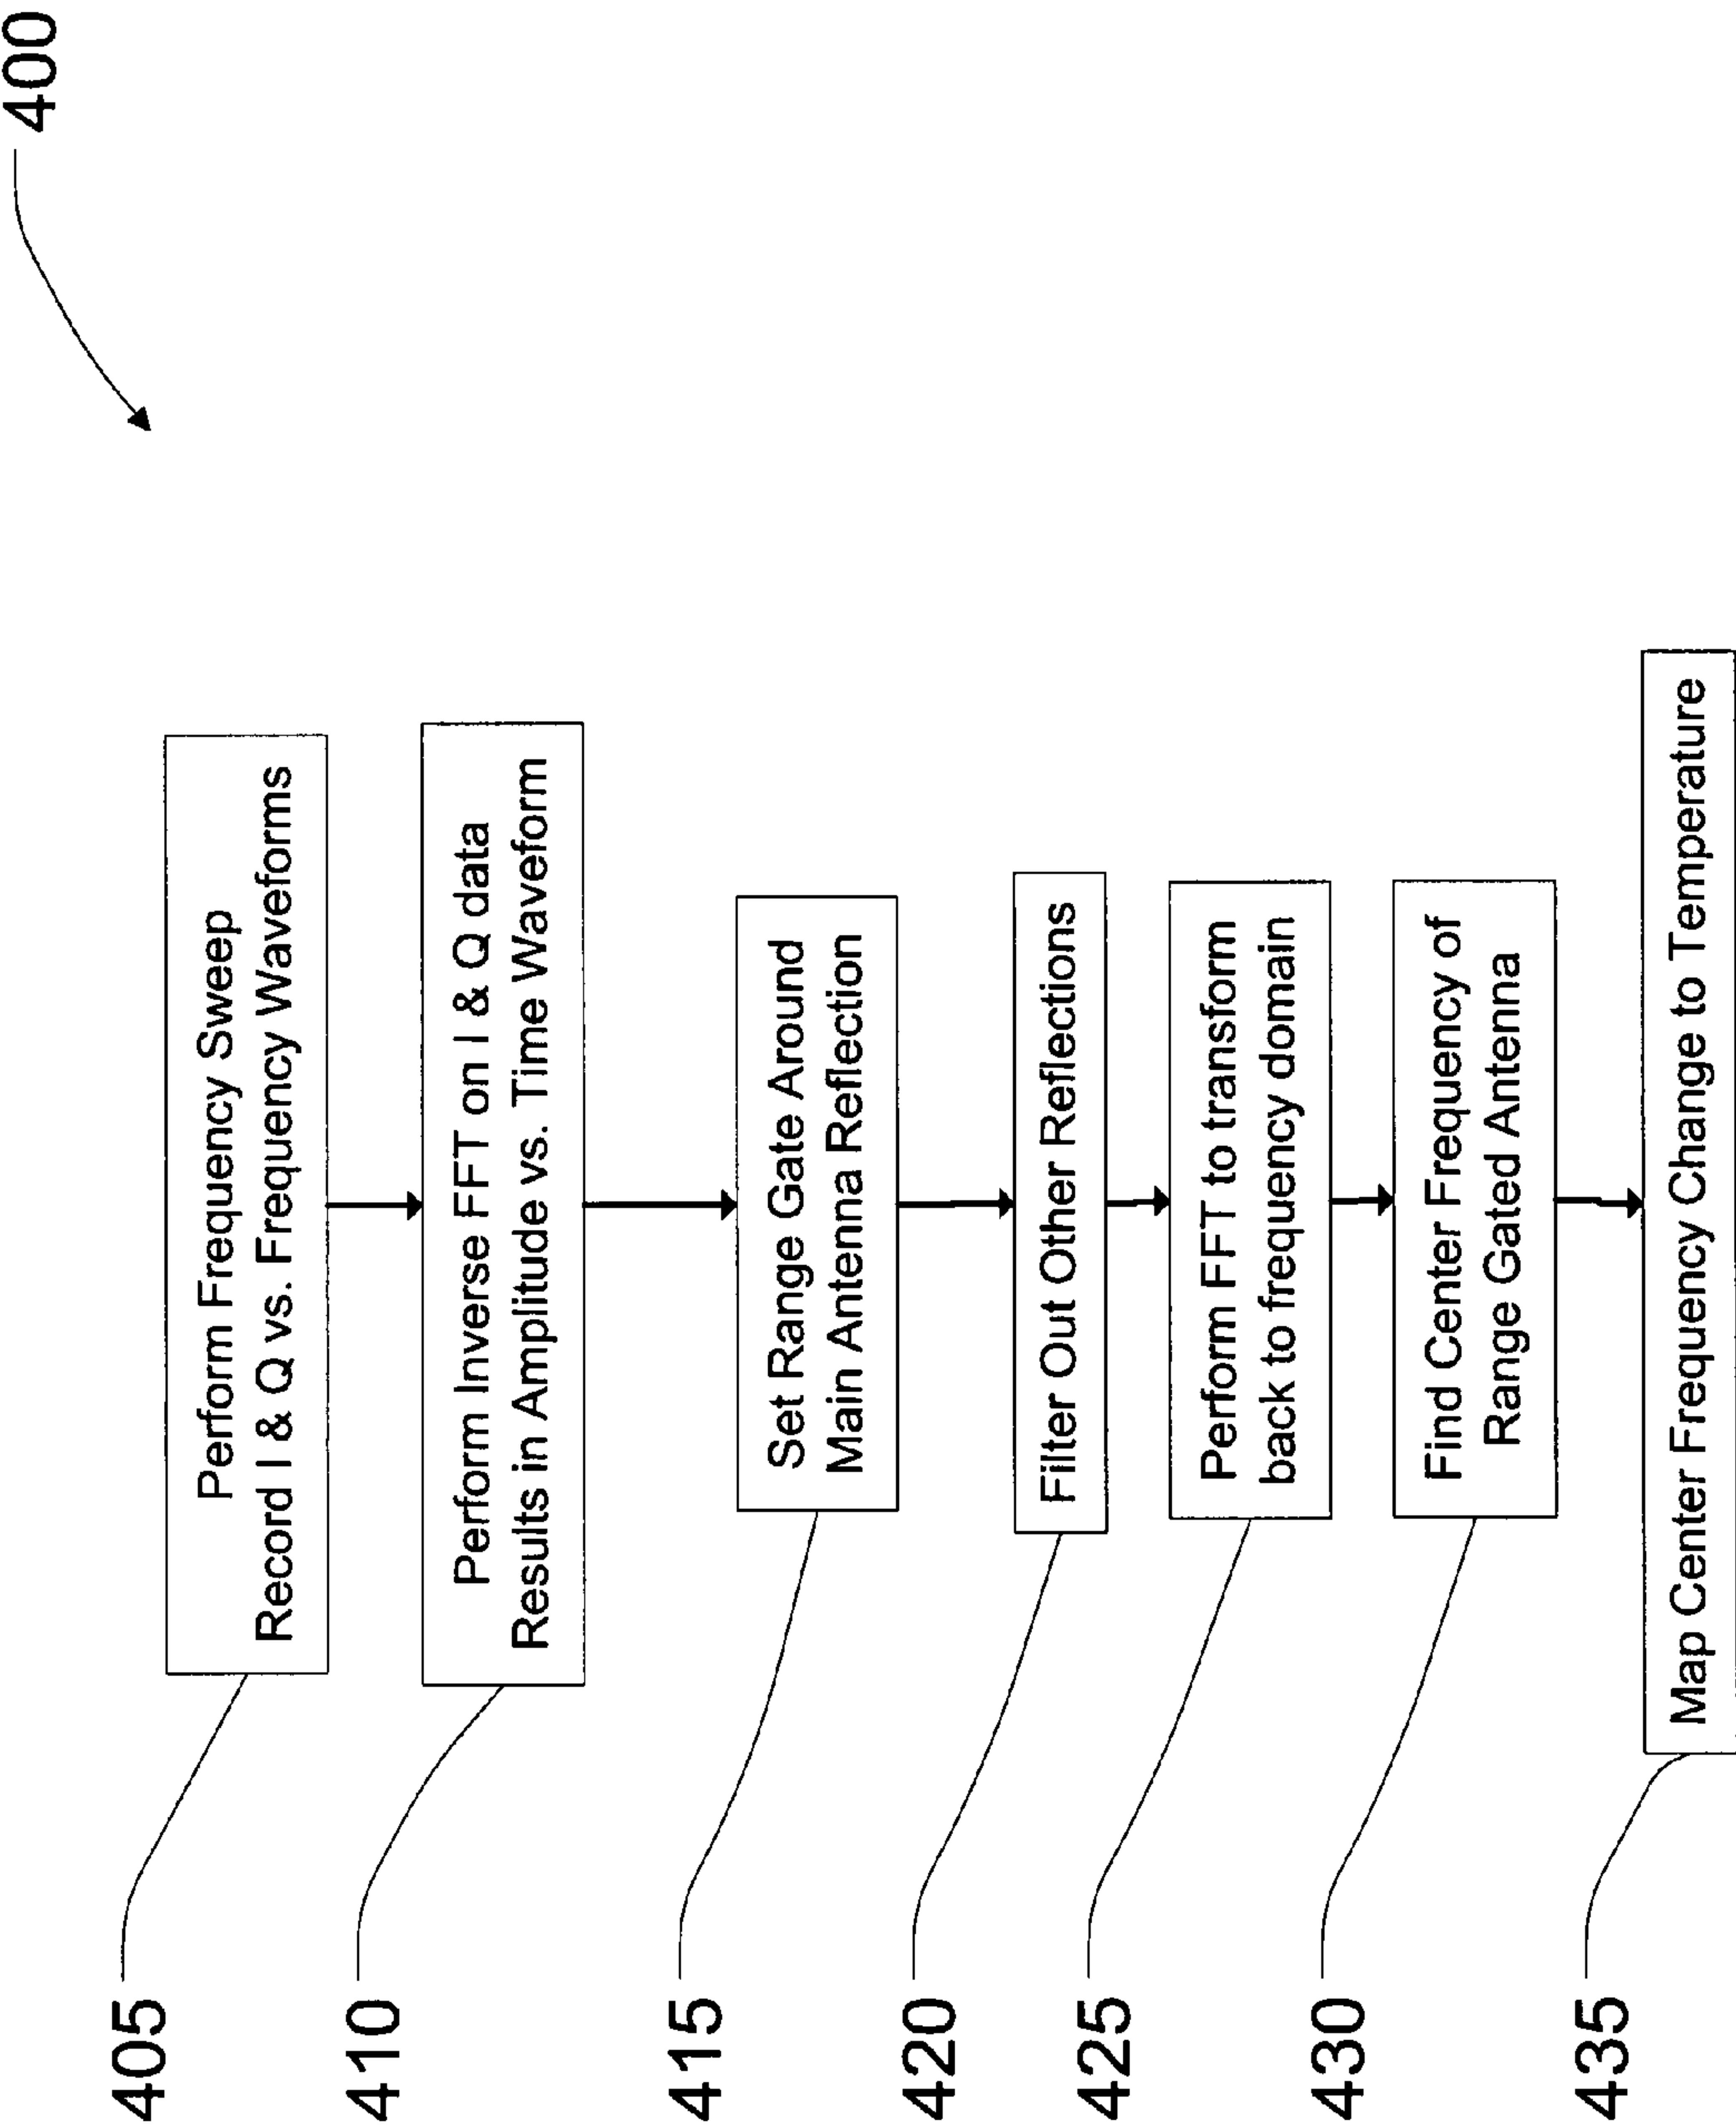 400
405
Perform Frequency Sweep
Record I & Q vs. Frequency Waveforms
410
Perform Inverse FFT on I & Q data
Results in Amplitude vs. Time Waveform
415
Set Range Gate Around
Main Antenna Reflection
420
Filter Out Other Reflections
425
Perform FFT to transform
back to frequency domain
430
Find Center Frequency of
Range Gated Antenna
435
Map Center Frequency Change to Temperature